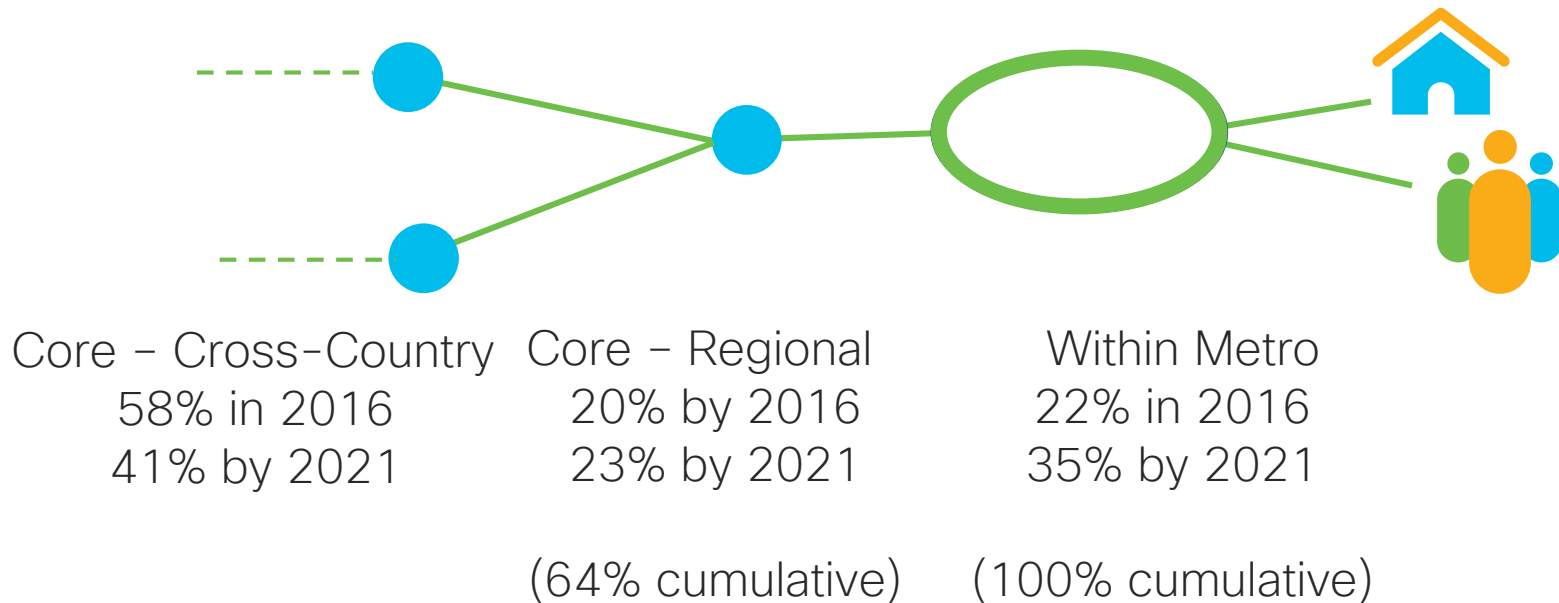 Core – Cross-Country
58% in 2016
41% by 2021
Core – Regional
20% by 2016
23% by 2021
(64% cumulative)
Within Metro
22% in 2016
35% by 2021
(100% cumulative)